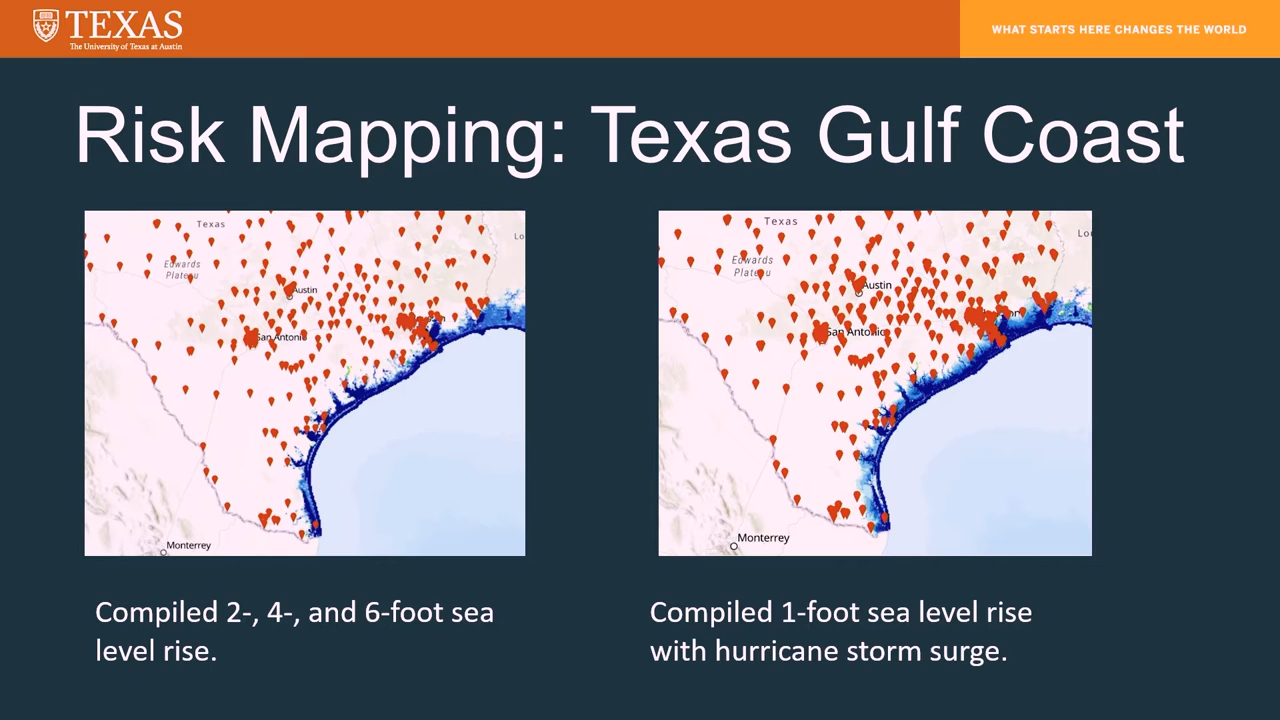 TEXAS
The University of Texas at Austin
WHAT STARTS HERE CHANGES THE WORLD
Risk Mapping: Texas Gulf Coast
Texas
Edwards
Plateau
Austin
San Antonio
Monterrey
Lo
Texas
Edwards
Plateau
Austin
San Antonio
Monterrey
Lou
Compiled 2-, 4-, and 6-foot sea
level rise.
Compiled 1-foot sea level rise
with hurricane storm surge.